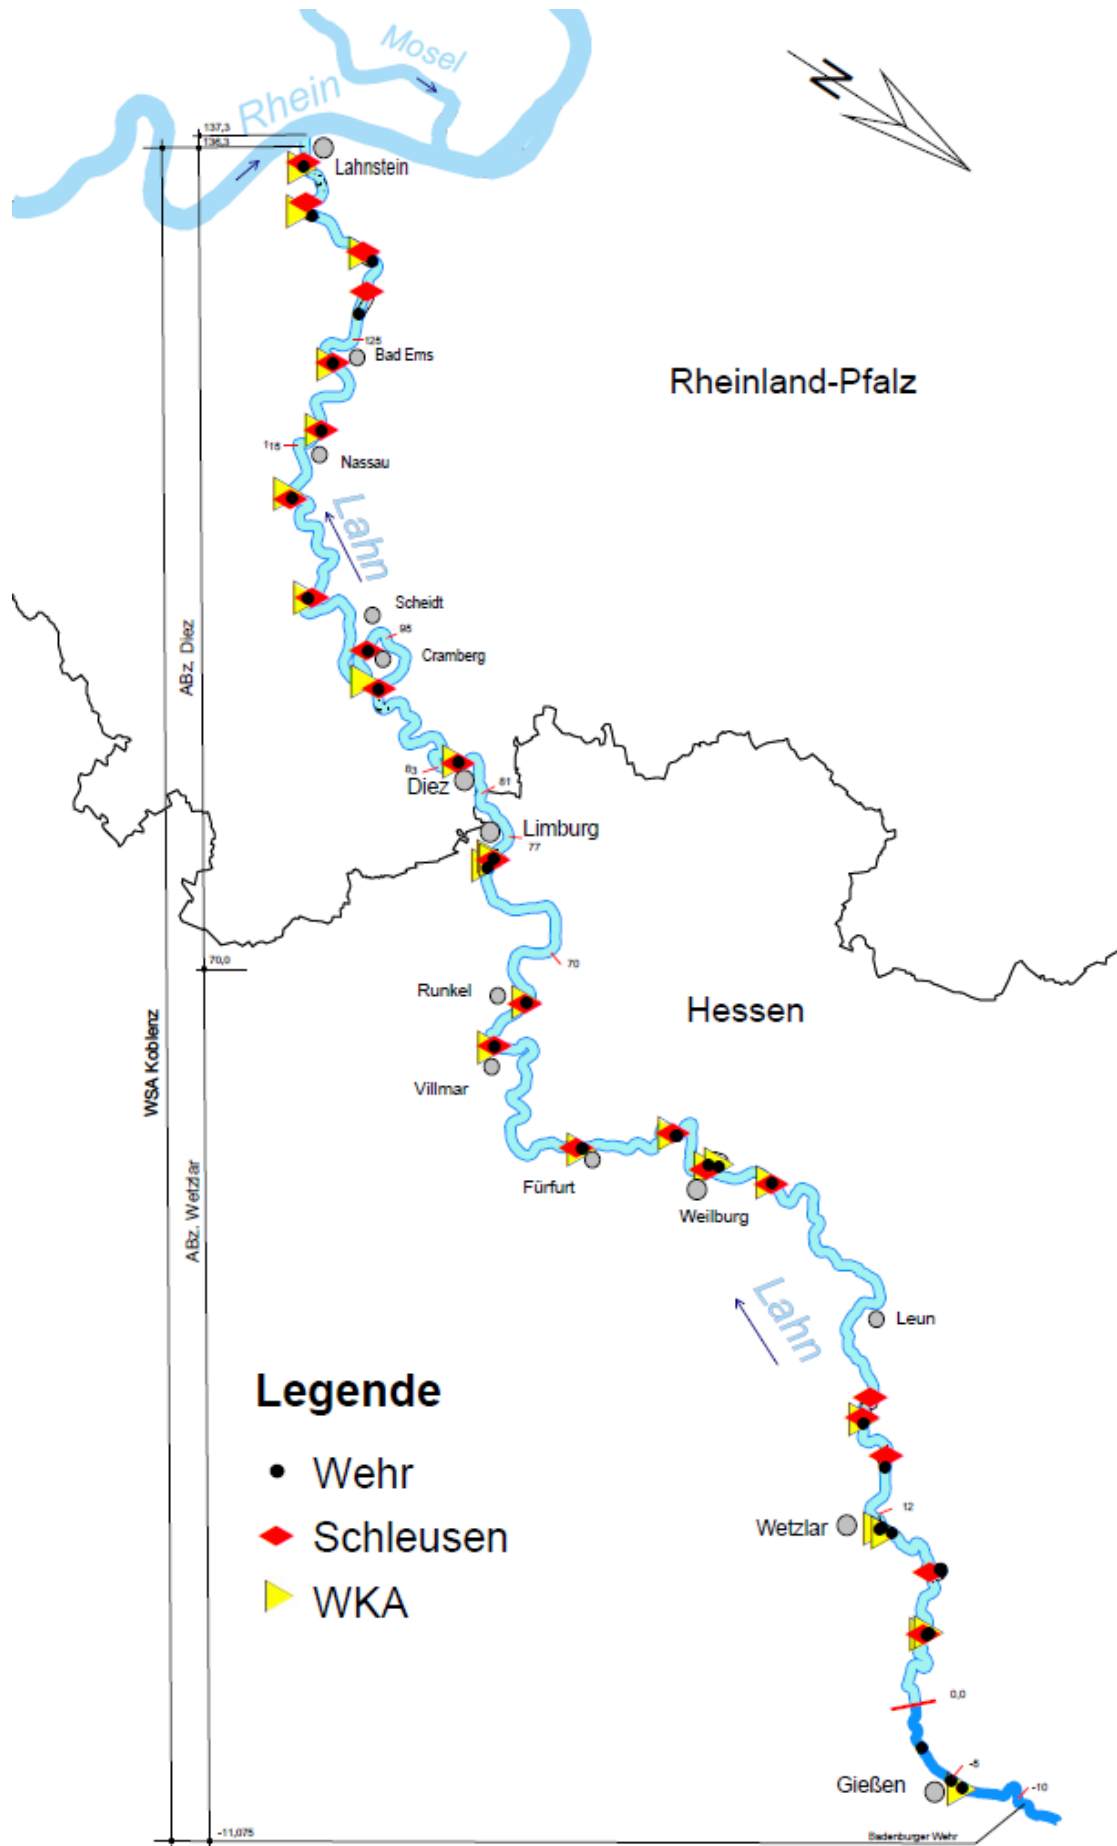 Mosel
Rhein
N
137,3
136,3
Lahnstein
125
Bad Ems
Rheinland-Pfalz
115
Nassau
Lahn
Scheidt
95
Cramberg
ABz. Diez
83
Diez
81
Limburg
77
70,0
70
Runkel
Hessen
WSA Koblenz
Villmar
ABz. Wetzlar
Fürfurt
Weilburg
Lahn
Leun
Legende
Wehr
12
Schleusen
Wetzlar
WKA
0,0
-5
Gießen
-10
-11,075
Badenburger Wehr